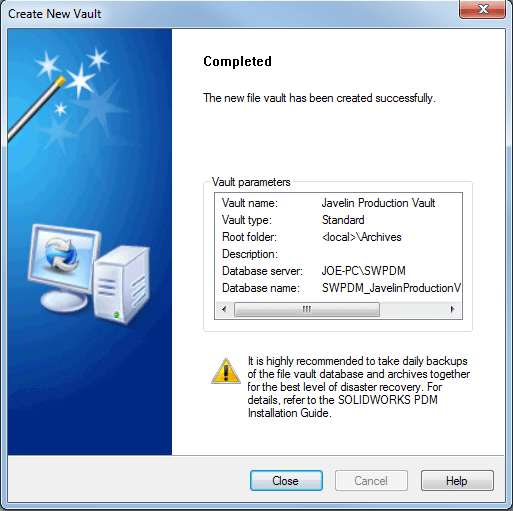 Create New Vault
Completed
The new file vault has been created successfully.
Vault parameters
Vault name: Javelin Production Vault
Vault type: Standard
Root folder: <local>\Archives
Description:
Database server: JOE-PC\SWPDM
Database name: SWPDM_JavelinProductionV
It is highly recommended to take daily backups
of the file vault database and archives together
for the best level of disaster recovery. For
details, refer to the SOLIDWORKS PDM
Installation Guide.
Close Cancel Help